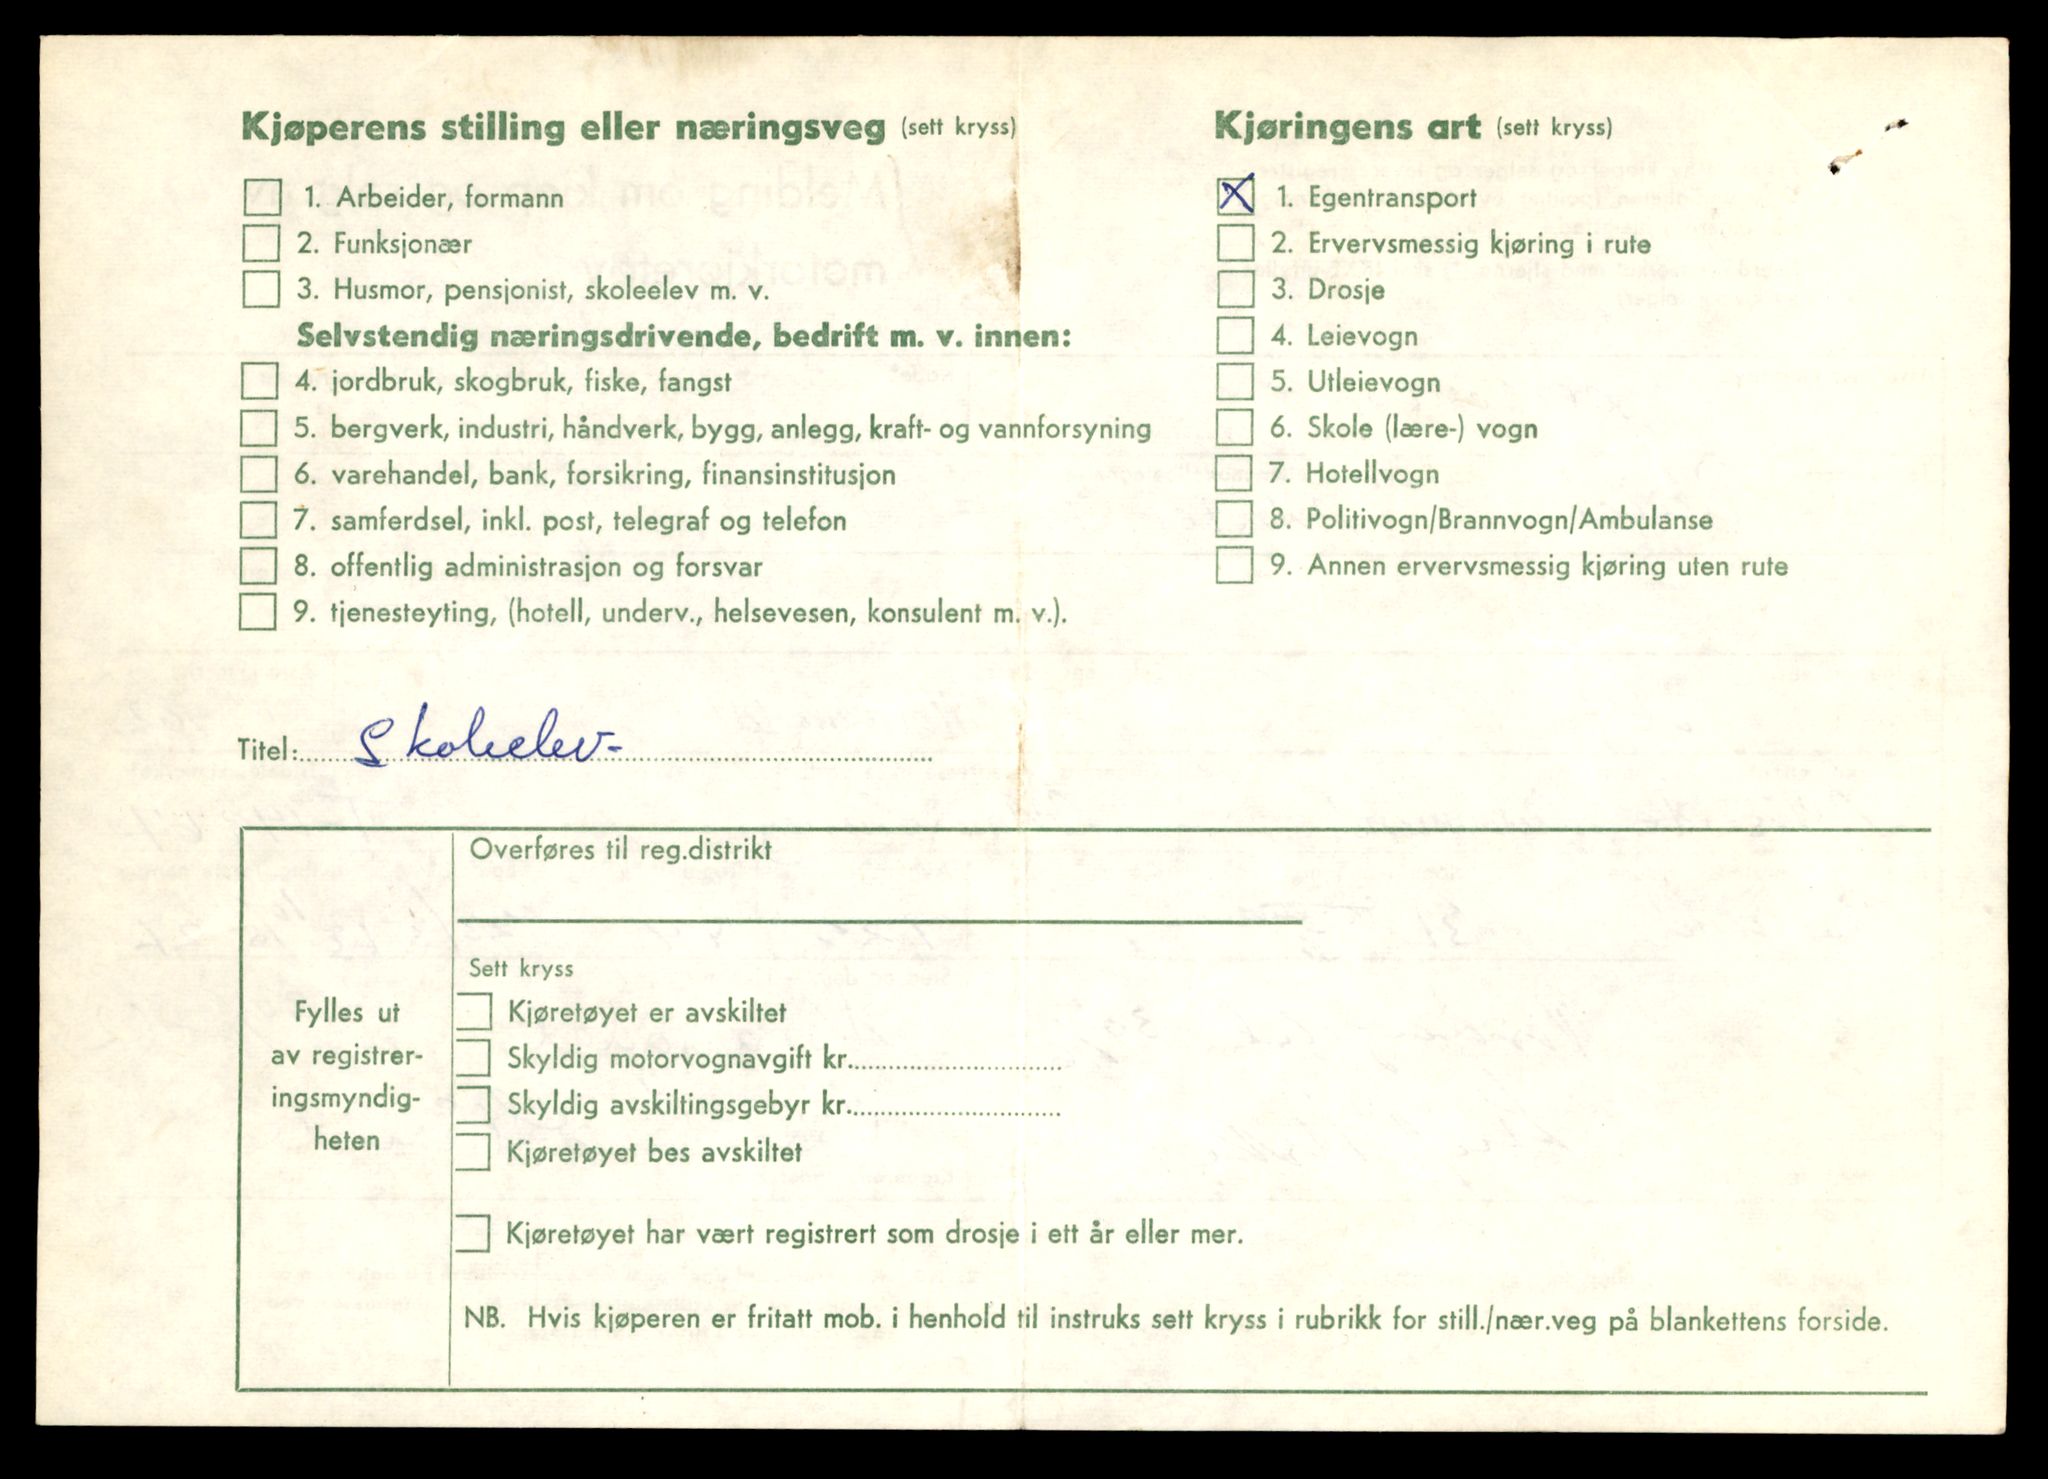 Kjøperens stilling eller næringsveg (sett kryss)
1. Arbeider, formann
2. Funksjonær
3. Husmor, pensjonist, skoleelev m. v.
Selvstendig næringsdrivende, bedrift m. v. innen:
4. jordbruk, skogbruk, fiske, fangst
5. bergverk, industri, håndverk, bygg, anlegg, kraft- og vannforsyning
6. varehandel, bank, forsikring, finansinstitusjon
7. samferdsel, inkl. post, telegraf og telefon
8. offentlig administrasjon og forsvar
9. tjenesteyting, (hotell, underv., helsevesen, konsulent m. v.).
Kjøringens art (sett kryss)
X 1. Egentransport
2. Ervervsmessig kjøring i rute
3. Drosje
4. Leievogn
5. Utleievogn
6. Skole (lære-) vogn
7. Hotellvogn
8. Politivogn/Brannvogn/Ambulanse
9. Annen ervervsmessig kjøring uten rute
Titel: Skoleelev-
Fylles ut
av registrer-
ingsmyndig-
heten
Overføres til reg.distrikt
Sett kryss
Kjøretøyet er avskiltet
Skyldig motorvognavgift kr.
Skyldig avskiltingsgebyr kr.
Kjøretøyet bes avskiltet
Kjøretøyet har vært registrert som drosje i ett år eller mer.
NB. Hvis kjøperen er fritatt mob. i henhold til instruks sett kryss i rubrikk for still./nær.veg på blankettens forside.